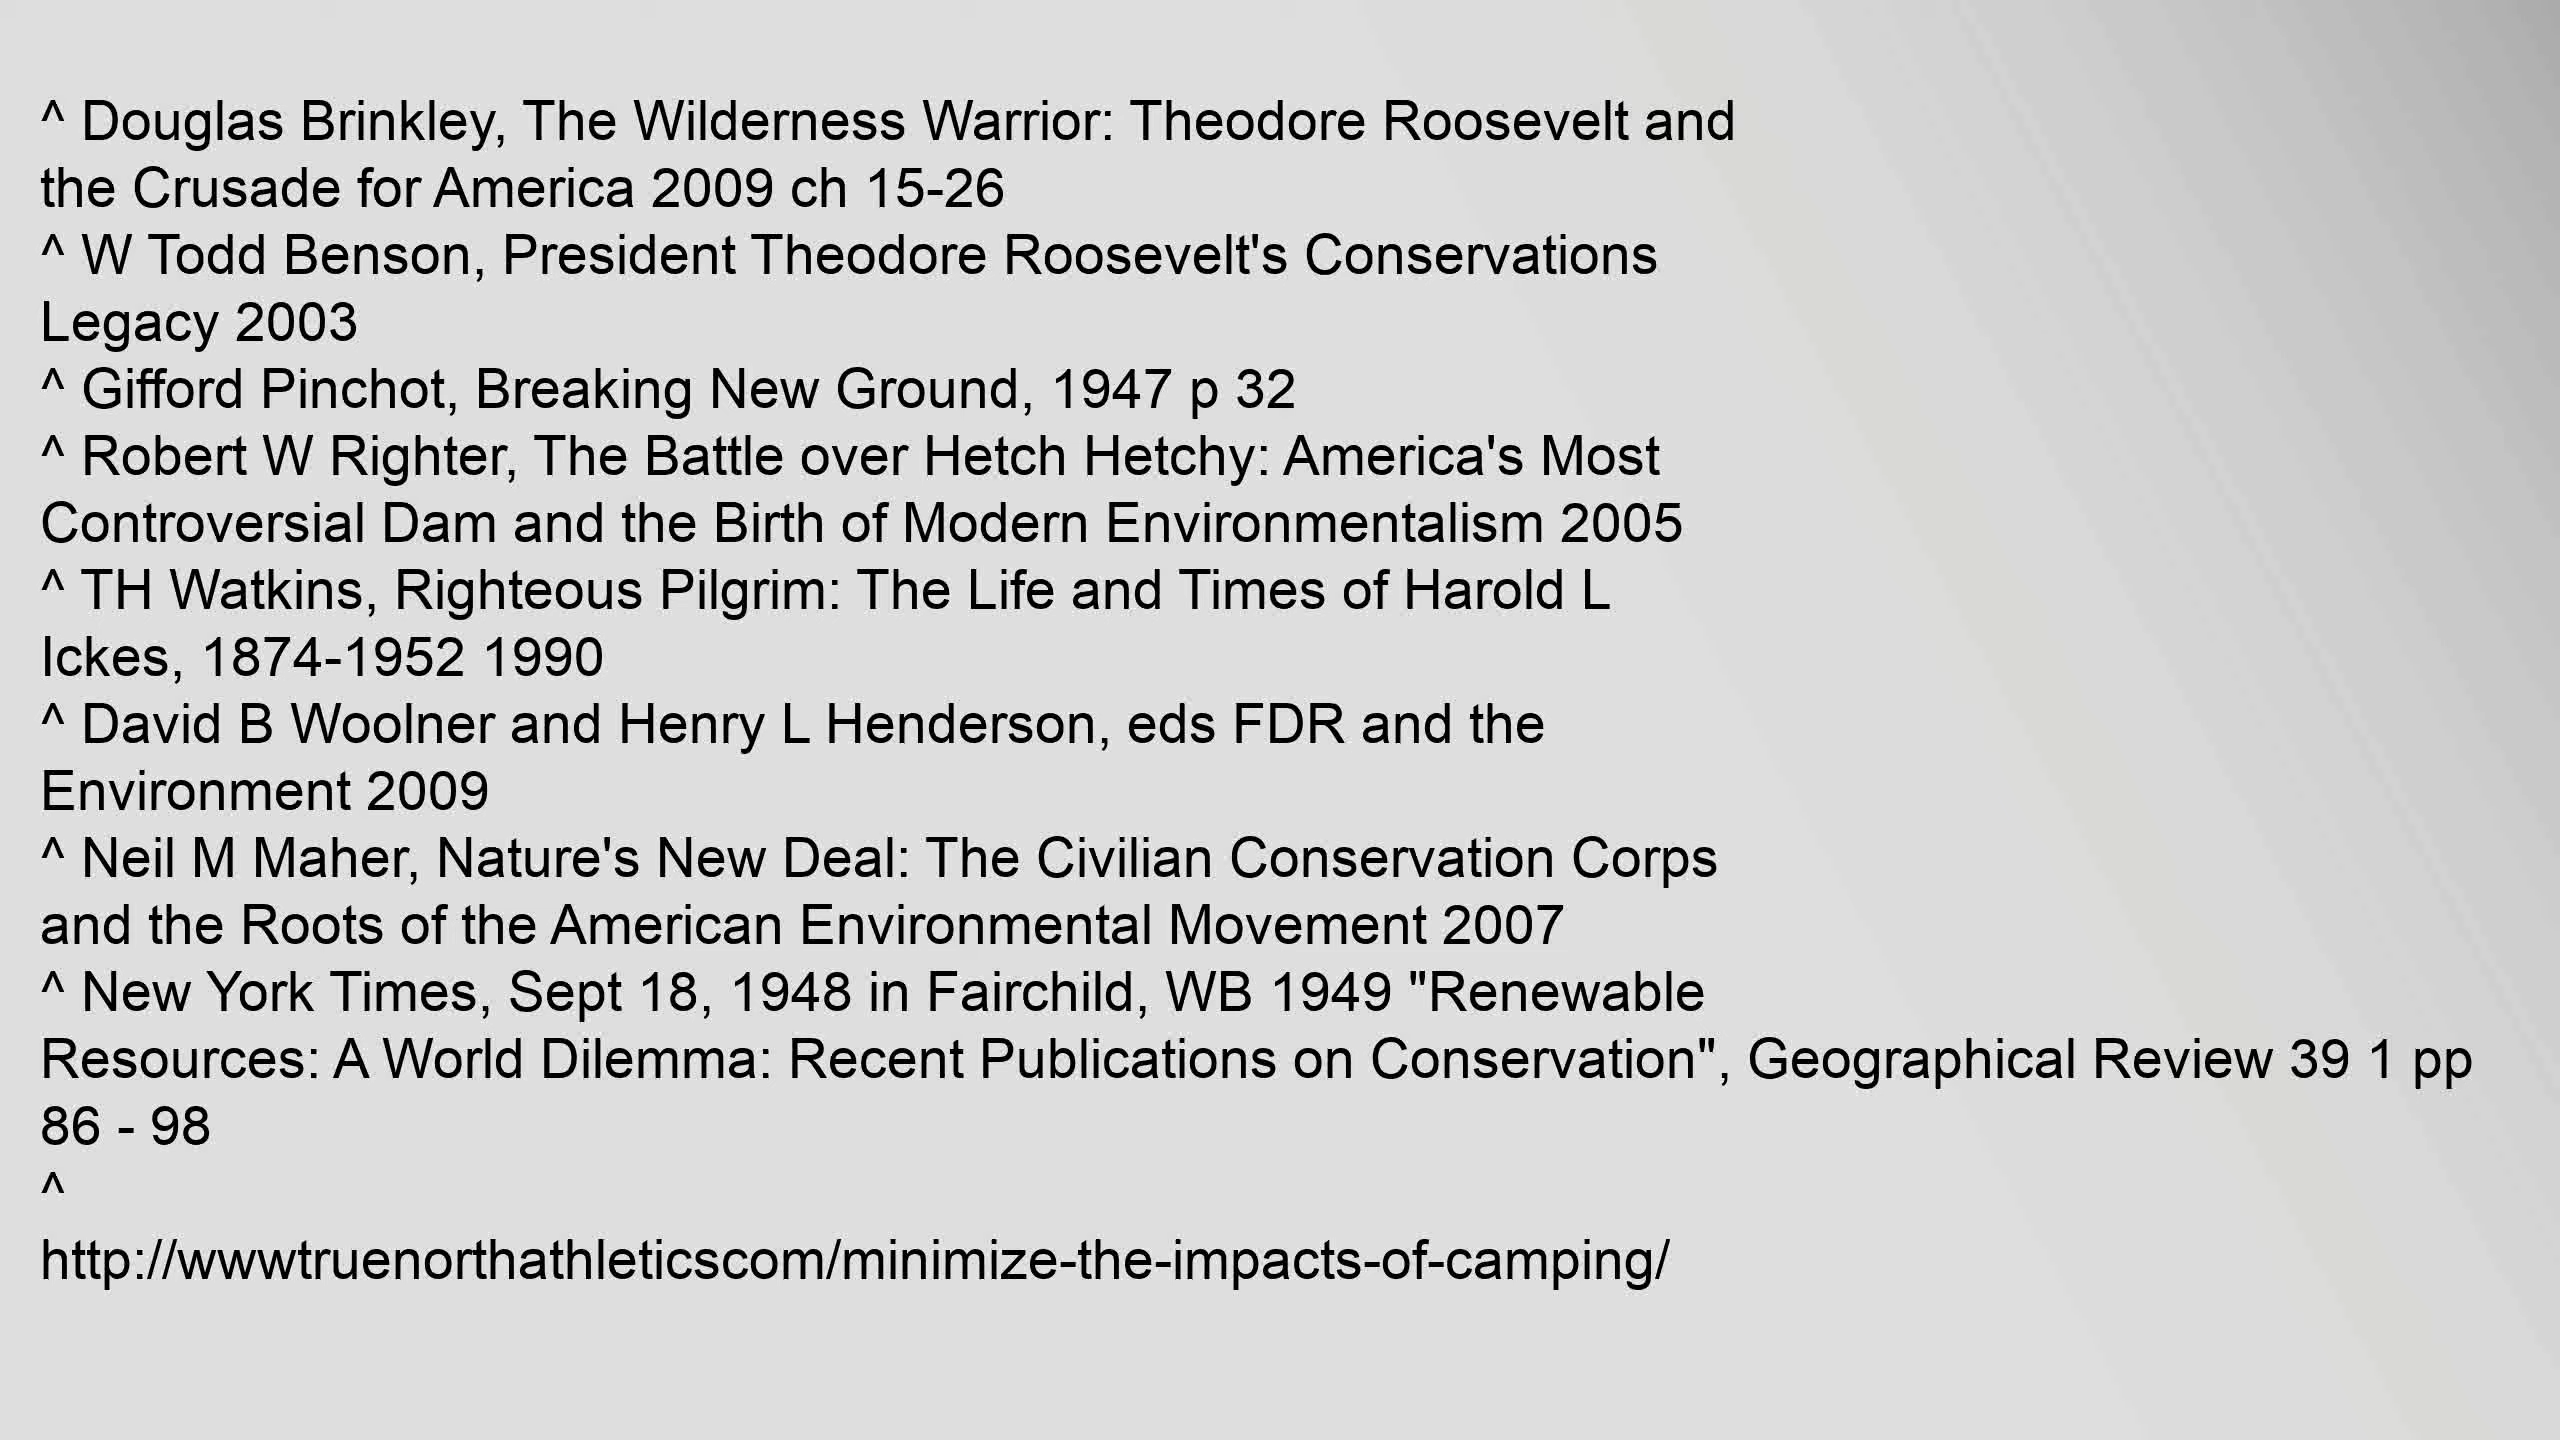 ^ Douglas Brinkley, The Wilderness Warrior: Theodore Roosevelt and
the Crusade for America 2009 ch 15-26
^ W Todd Benson, President Theodore Roosevelt's Conservations
Legacy 2003
^ Gifford Pinchot, Breaking New Ground, 1947 p 32
^ Robert W Righter, The Battle over Hetch Hetchy: America's Most
Controversial Dam and the Birth of Modern Environmentalism 2005
^ TH Watkins, Righteous Pilgrim: The Life and Times of Harold L
Ickes, 1874-1952 1990
^ David B Woolner and Henry L Henderson, eds FDR and the
Environment 2009
^ Neil M Maher, Nature's New Deal: The Civilian Conservation Corps
and the Roots of the American Environmental Movement 2007
^ New York Times, Sept 18, 1948 in Fairchild, WB 1949 "Renewable
Resources: A World Dilemma: Recent Publications on Conservation", Geographical Review 39 1 pp
86 - 98
^
http://wwwtruenorthathleticscom/minimize-the-impacts-of-camping/